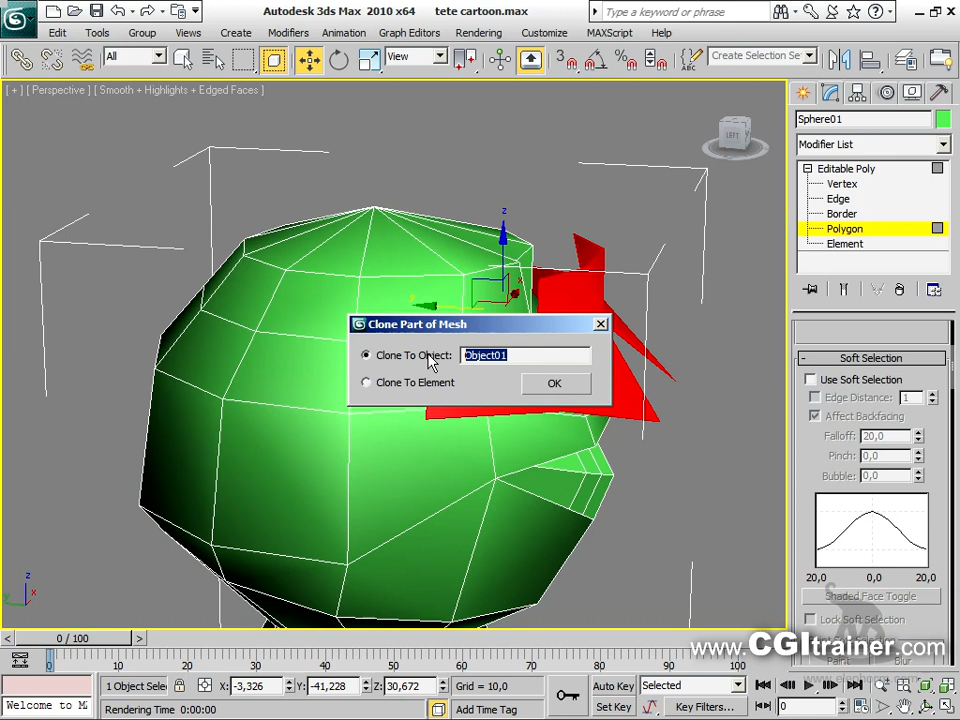 Autodesk 3ds Max 2010 x64 tete cartoon.max
Type a keyword or phrase
Edit Tools Group Views Create Modifiers Animation Graph Editors Rendering Customize MAXScript Help
All View Create Selection Se
[ + ] [ Perspective ] [ Smooth + Highlights + Edged Faces ]
LEFT
Sphere01
Modifier List
Editable Poly
Vertex
Edge
Border
Polygon
Element
z
x
y
Clone Part of Mesh
Clone To Object: Object01
Clone To Element OK
- Soft Selection
Use Soft Selection
Edge Distance: 1
Affect Backfacing
Falloff: 20,0
Pinch: 0,0
Bubble: 0,0
20,0 0,0 20,0
Shaded Face Toggle
Lock Soft Selection
Paint Blur
z
x
y
www.CGItrainer.com
< 0 / 100 >
0 10 20 30 40 50 60 70 80 90 100
1 Object Selec X: -3,326 Y: -41,228 Z: 30,672 Grid = 10,0 Auto Key Selected
Welcome to M
Rendering Time 0:00:00 Add Time Tag Set Key Key Filters... 0